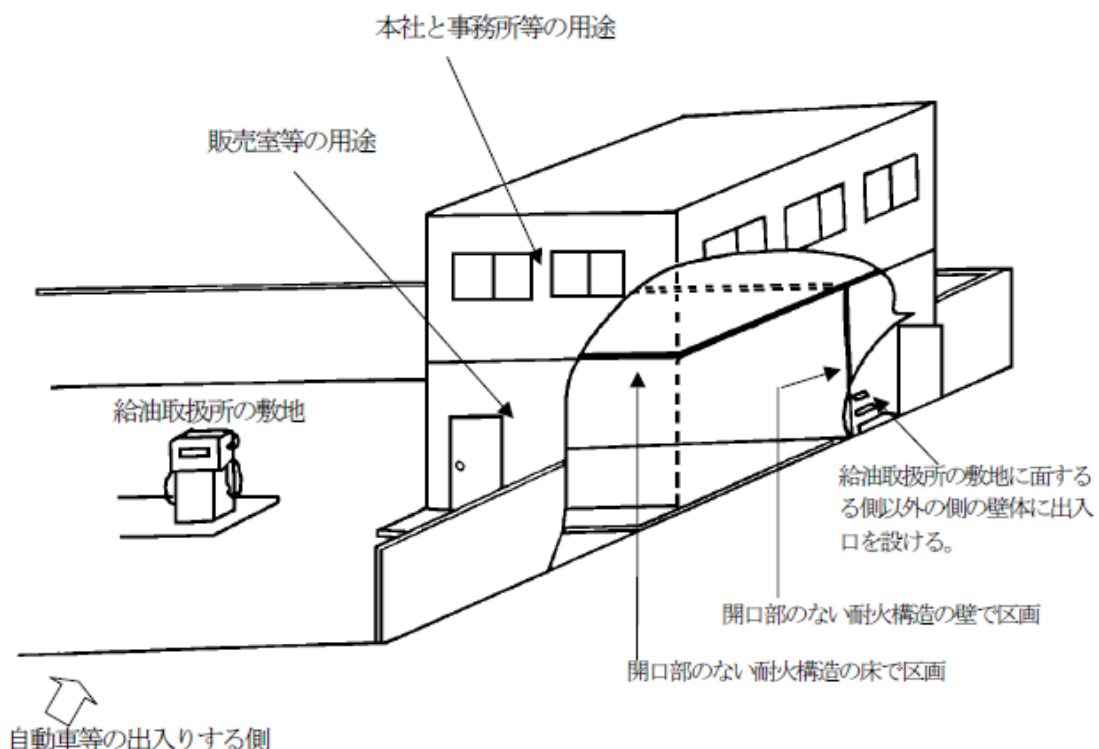 本社と事務所等の用途
販売室等の用途
給油取扱所の敷地
給油取扱所の敷地に面する
る側以外の側の壁体に出入
口を設ける。
開口部のない耐火構造の壁で区画
開口部のない耐火構造の床で区画
自動車等の出入りする側